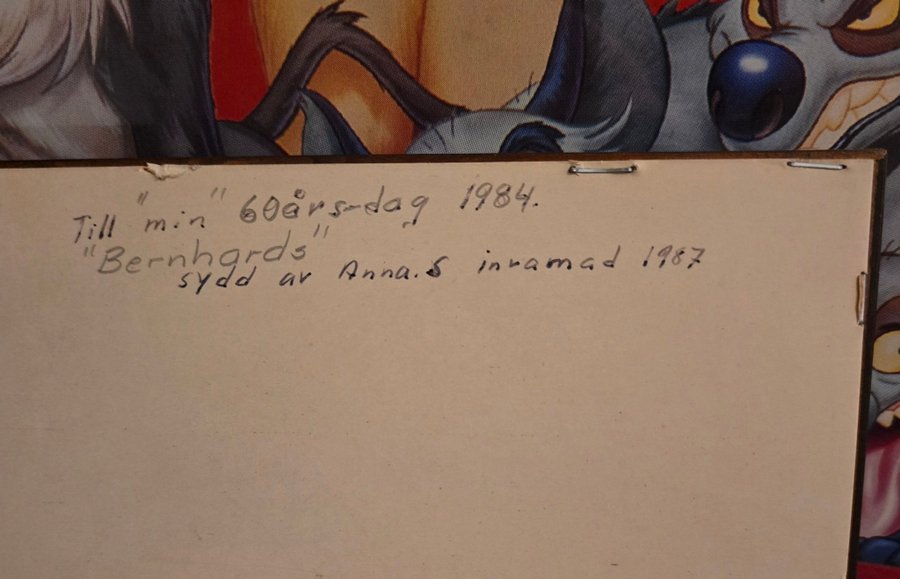 Till "min" 60års-dag 1984.
"Bernhards"
sydd av Anna.S inramad 1987